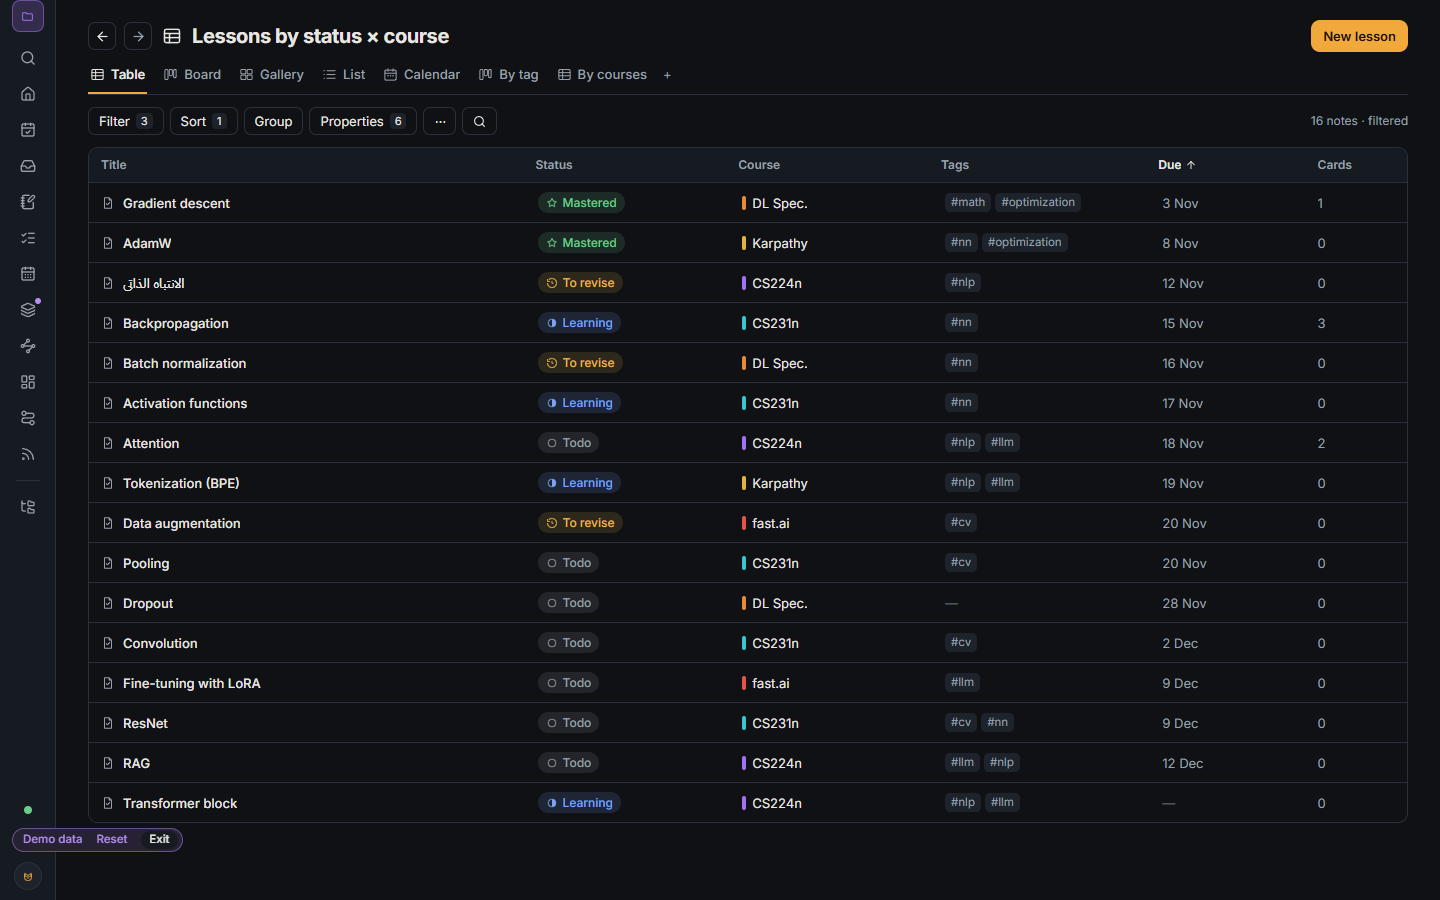 Lessons by status × course
New lesson
Table Board Gallery List Calendar By tag By courses +
Filter 3 Sort 1 Group Properties 6 ...
16 notes · filtered
Title Status Course Tags Due ↑ Cards
Gradient descent Mastered DL Spec. #math #optimization 3 Nov 1
AdamW Mastered Karpathy #nn #optimization 8 Nov 0
الانتباه الذاتي To revise CS224n #nlp 12 Nov 0
Backpropagation Learning CS231n #nn 15 Nov 3
Batch normalization To revise DL Spec. #nn 16 Nov 0
Activation functions Learning CS231n #nn 17 Nov 0
Attention Todo CS224n #nlp #llm 18 Nov 2
Tokenization (BPE) Learning Karpathy #nlp #llm 19 Nov 0
Data augmentation To revise fast.ai #cv 20 Nov 0
Pooling Todo CS231n #cv 20 Nov 0
Dropout Todo DL Spec. — 28 Nov 0
Convolution Todo CS231n #cv 2 Dec 0
Fine-tuning with LoRA Todo fast.ai #llm 9 Dec 0
ResNet Todo CS231n #cv #nn 9 Dec 0
RAG Todo CS224n #llm #nlp 12 Dec 0
Transformer block Learning CS224n #nlp #llm — 0
Demo data Reset Exit